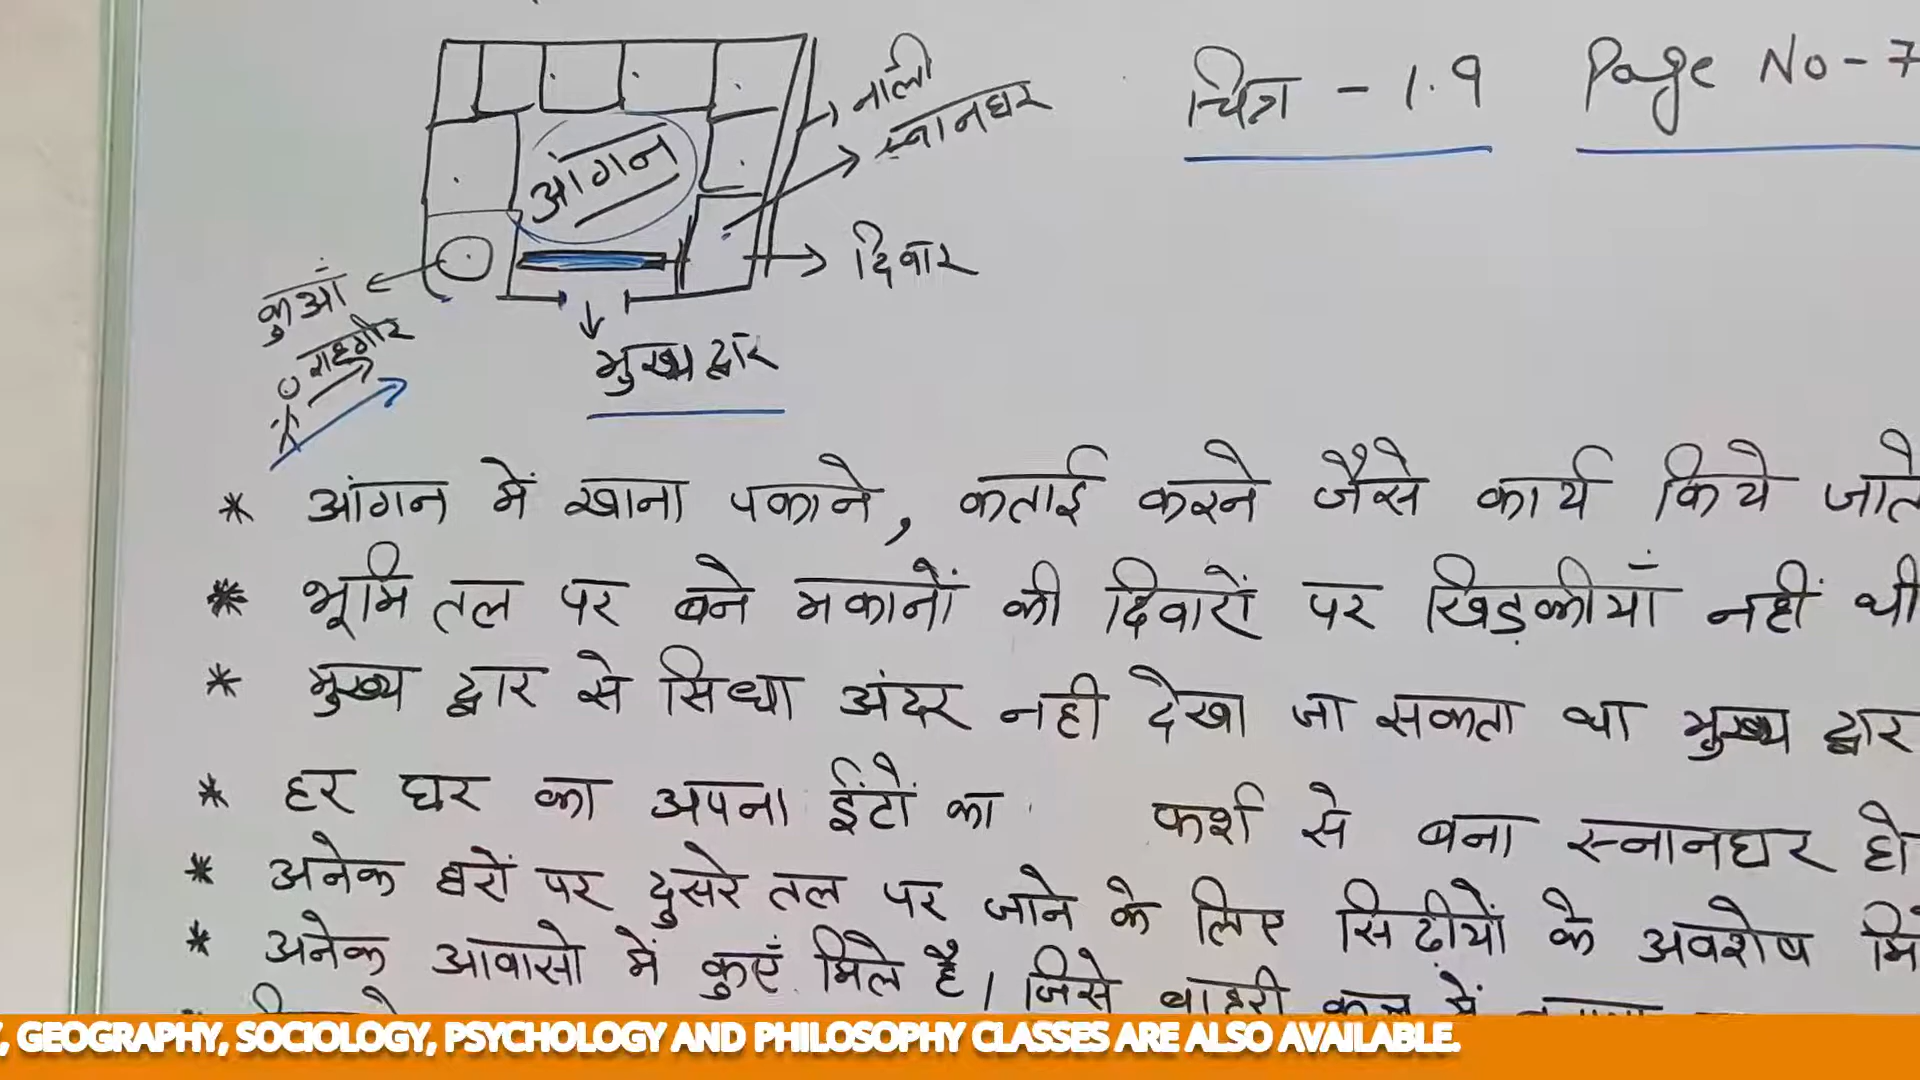 नाली
चित्र - 1.9 Page No - 7
स्नानघर
आंगन
दिवार
कुआँ
राहगीर
मुख्य द्वार
* आंगन में खाना पकाने, कताई करने जैसे कार्य किये जाते
* भूमि तल पर बने मकानों की दिवारों पर खिड़कीयाँ नहीं थी
* मुख्य द्वार से सिधा अंदर नही देखा जा सकता था मुख्य द्वार
* हर घर का अपना ईंटों का फर्श से बना स्नानघर हो
* अनेक घरों पर दुसरे तल पर जाने के लिए सिढ़ीयों के अवशेष
* अनेक आवासो में कुएँ मिले है। जिसे बाहरी कक्ष में
, GEOGRAPHY, SOCIOLOGY, PSYCHOLOGY AND PHILOSOPHY CLASSES ARE ALSO AVAILABLE.